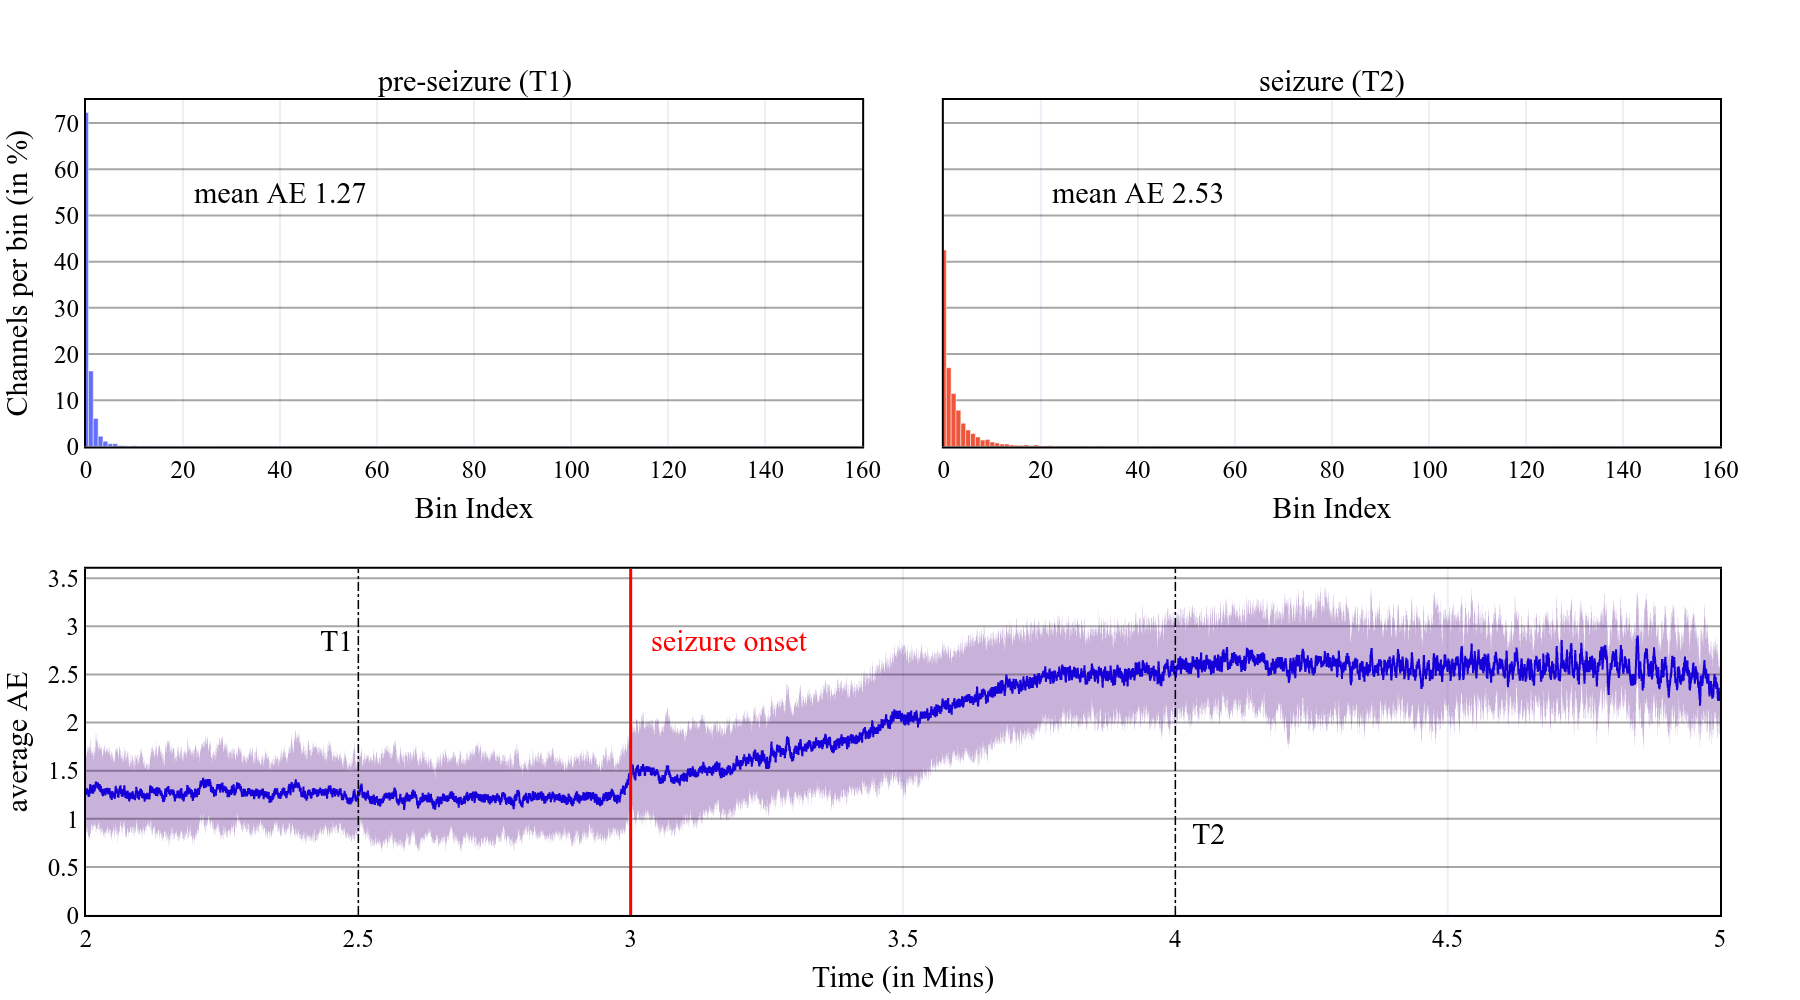 pre-seizure (T1)
seizure (T2)
Channels per bin (in %)
70
60
50
40
30
20
10
0
mean AE 1.27
mean AE 2.53
0 20 40 60 80 100 120 140 160
0 20 40 60 80 100 120 140 160
Bin Index
Bin Index
average AE
3.5
3
2.5
2
1.5
1
0.5
0
T1
seizure onset
T2
2 2.5 3 3.5 4 4.5 5
Time (in Mins)